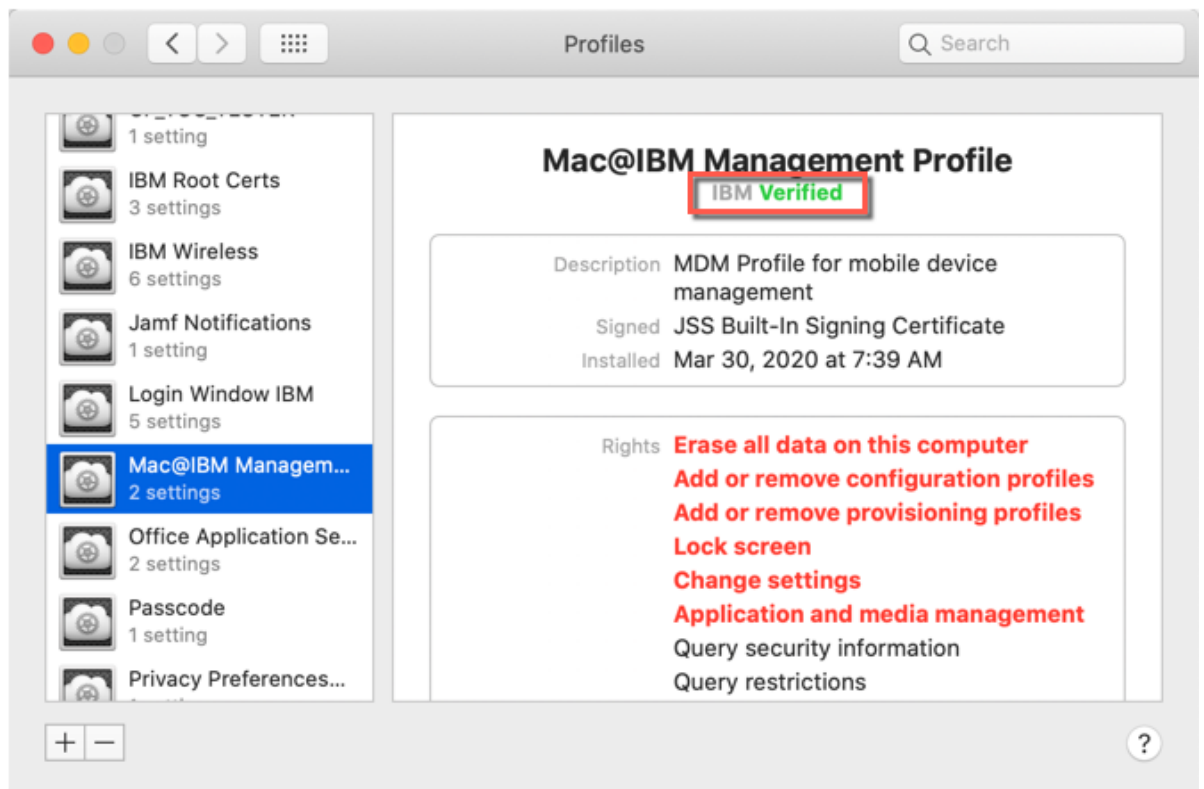 Profiles
Search
1 setting
IBM Root Certs
3 settings
IBM Wireless
6 settings
Jamf Notifications
1 setting
Login Window IBM
5 settings
Mac@IBM Managem...
2 settings
Office Application Se...
2 settings
Passcode
1 setting
Privacy Preferences...
Mac@IBM Management Profile
IBM Verified
Description MDM Profile for mobile device
management
Signed JSS Built-In Signing Certificate
Installed Mar 30, 2020 at 7:39 AM
Rights Erase all data on this computer
Add or remove configuration profiles
Add or remove provisioning profiles
Lock screen
Change settings
Application and media management
Query security information
Query restrictions
+ −
?